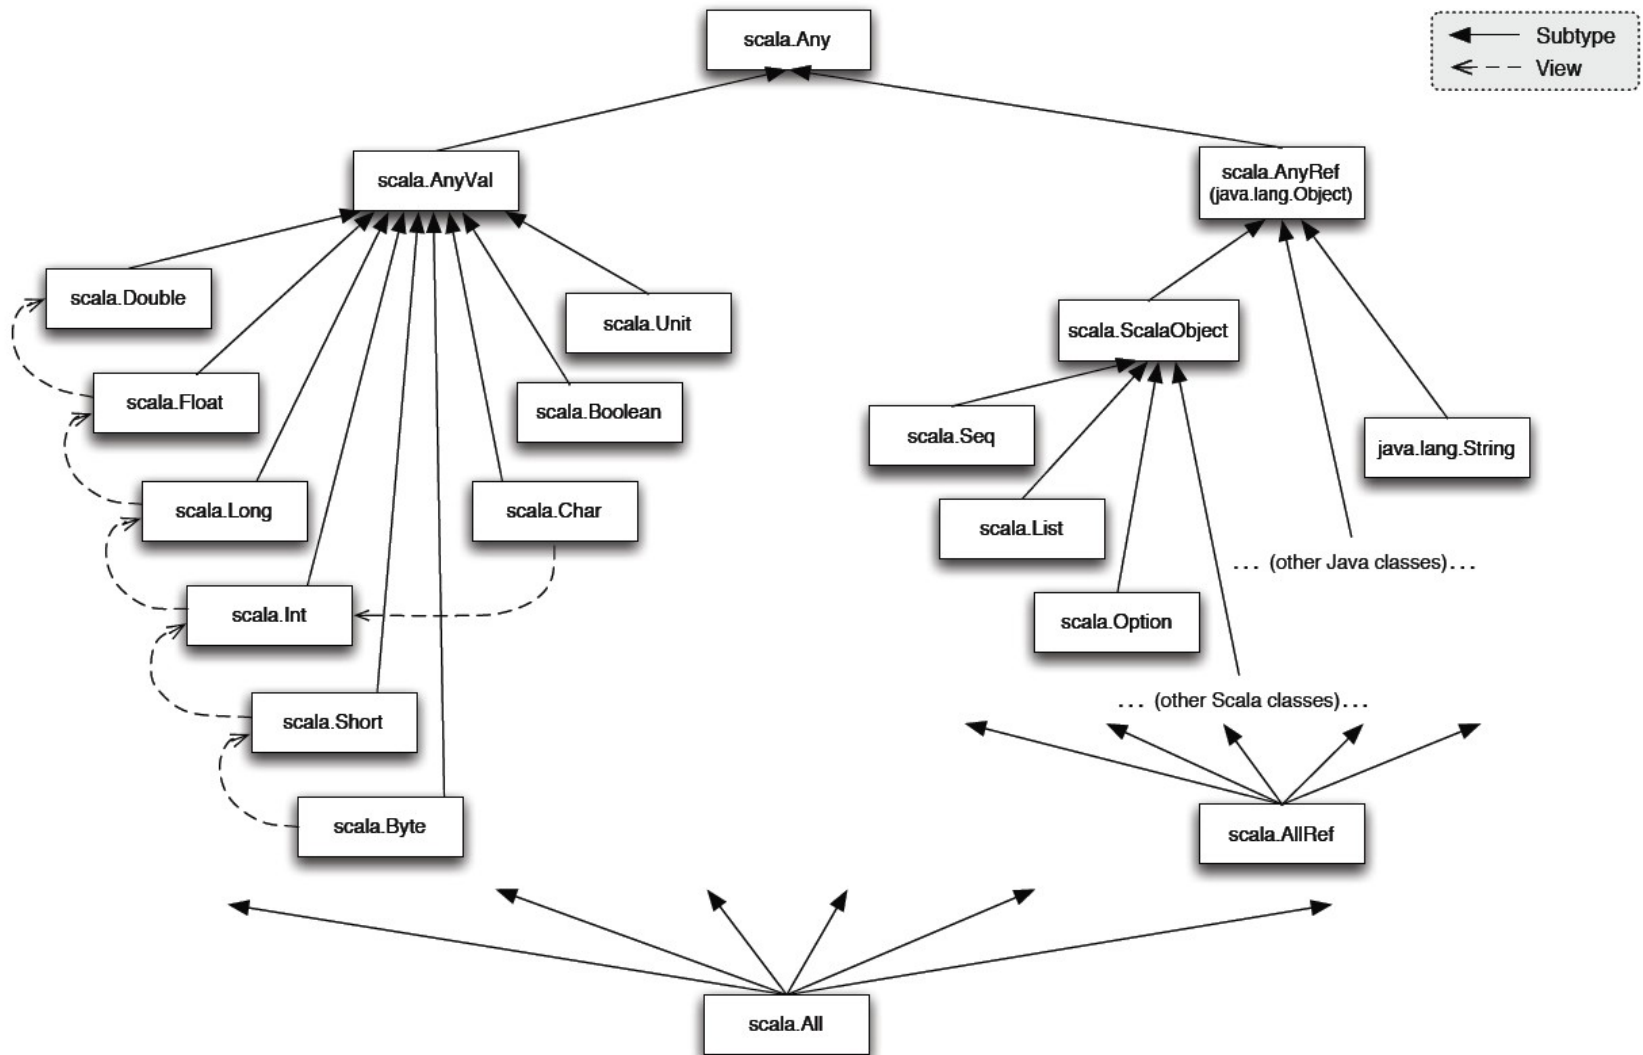 scala.Any
Subtype
View
scala.AnyVal
scala.AnyRef
(java.lang.Object)
scala.Double
scala.Unit
scala.ScalaObject
scala.Float
scala.Boolean
scala.Seq
java.lang.String
scala.Long
scala.Char
scala.List
... (other Java classes)...
scala.Int
scala.Option
... (other Scala classes)...
scala.Short
scala.Byte
scala.AllRef
scala.All